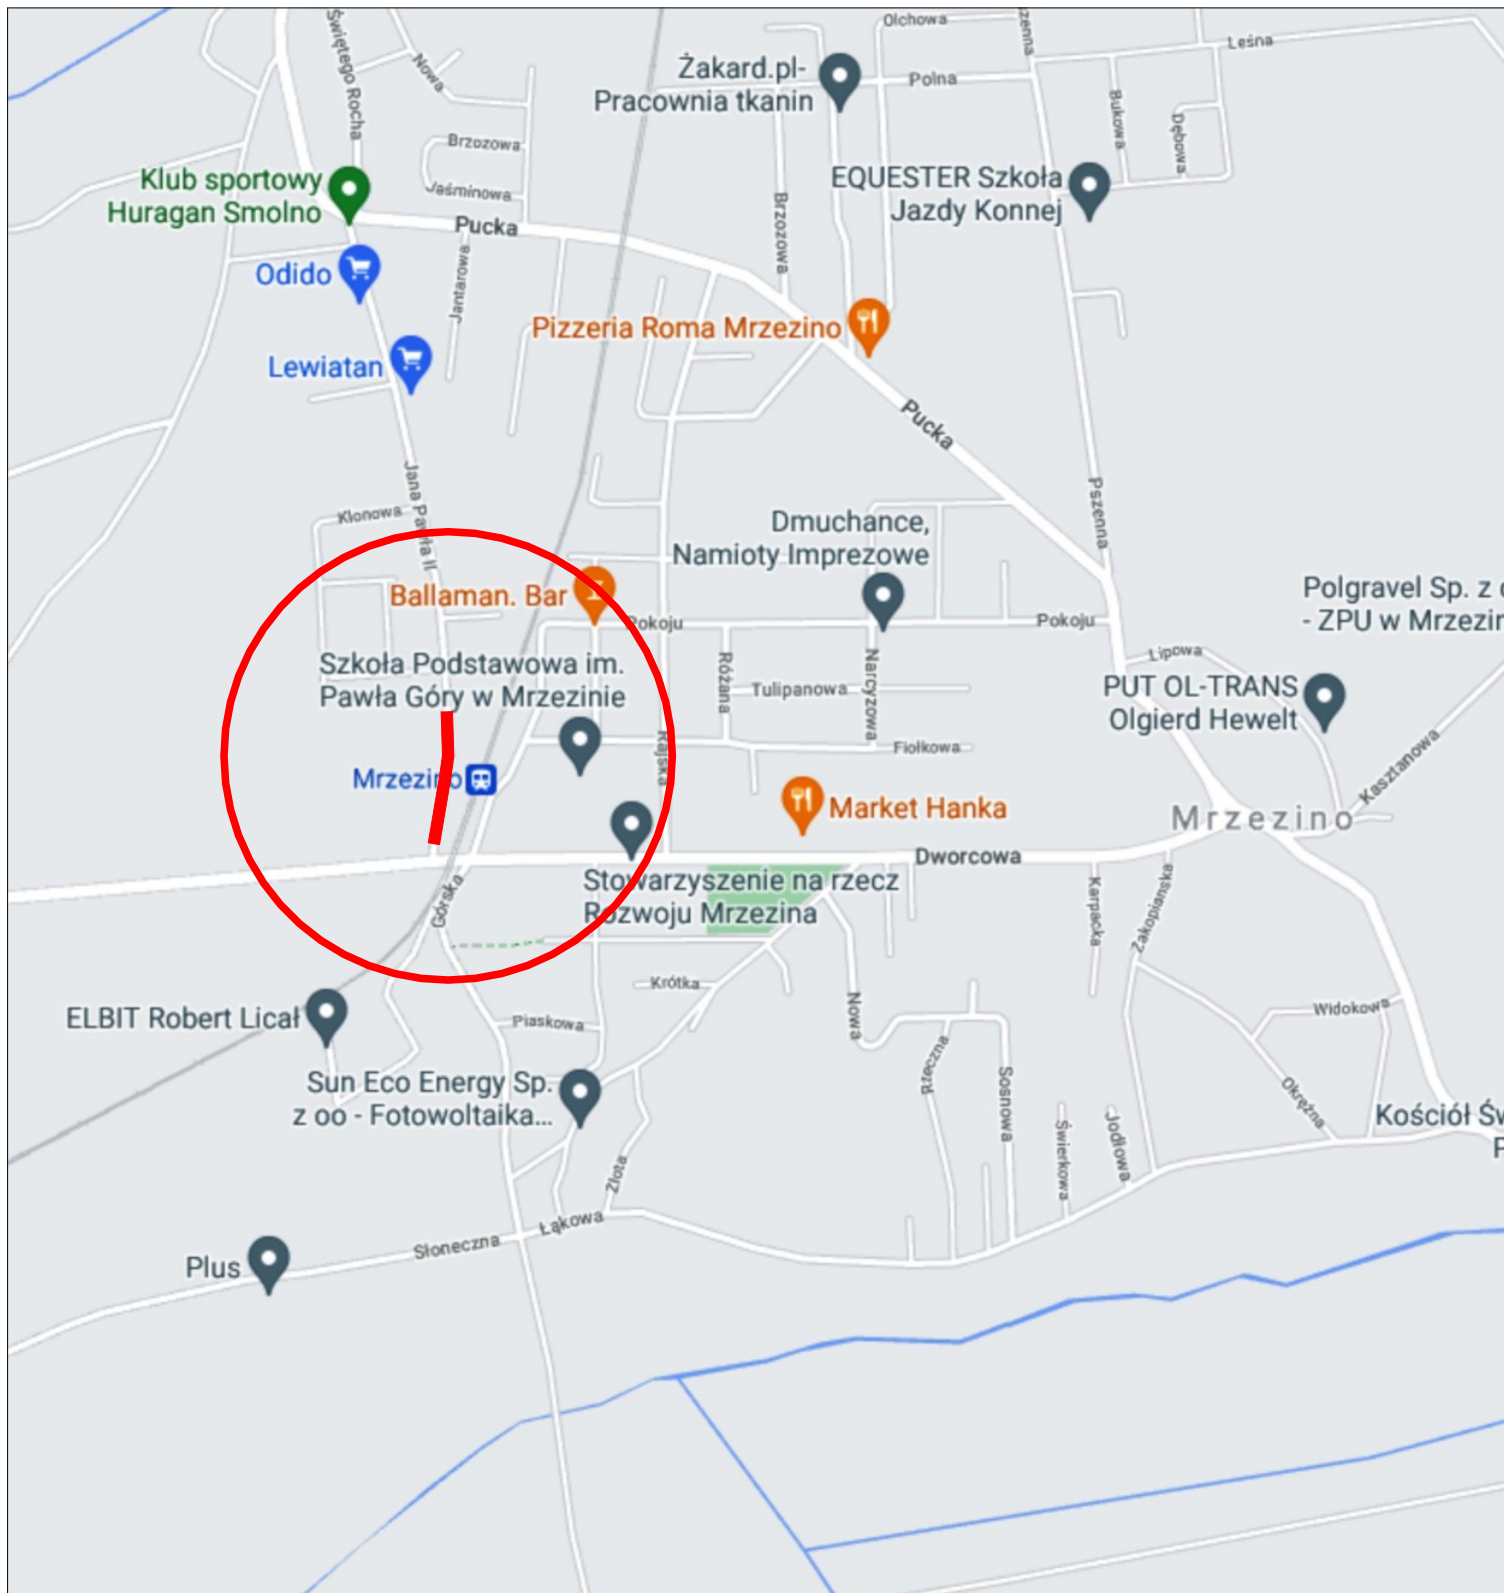 Olchowa
Leśna
Świętego Rocha
Nowa
Żakard.pl-
Pracownia tkanin
Polna
Bukowa
Dębowa
Brzozowa
Jaśminowa
Klub sportowy
Huragan Smolno
EQUESTER Szkoła
Jazdy Konnej
Pucka
Brzozowa
Jantarowa
Odido
Pizzeria Roma Mrzezino
Lewiatan
Pucka
Jana Pawła II
Pszenna
Klonowa
Dmuchance,
Namioty Imprezowe
Ballaman. Bar
Pokoju
Pokoju
Polgravel Sp. z o
- ZPU w Mrzezin
Szkoła Podstawowa im.
Pawła Góry w Mrzezinie
Różana
Tulipanowa
Narcyzowa
Lipowa
PUT OL-TRANS
Olgierd Hewelt
Rajska
Fiołkowa
Kasztanowa
Mrzezino
Market Hanka
Mrzezino
Dworcowa
Górska
Stowarzyszenie na rzecz
Rozwoju Mrzezina
Karpacka
Zakopiańska
Krótka
Nowa
Widokowa
ELBIT Robert Licał
Piaskowa
Rzeczna
Sosnowa
Sun Eco Energy Sp.
z oo - Fotowoltaika...
Świerkowa
Jodłowa
Okrężna
Kościół Św
P
Złota
Łąkowa
Słoneczna
Plus